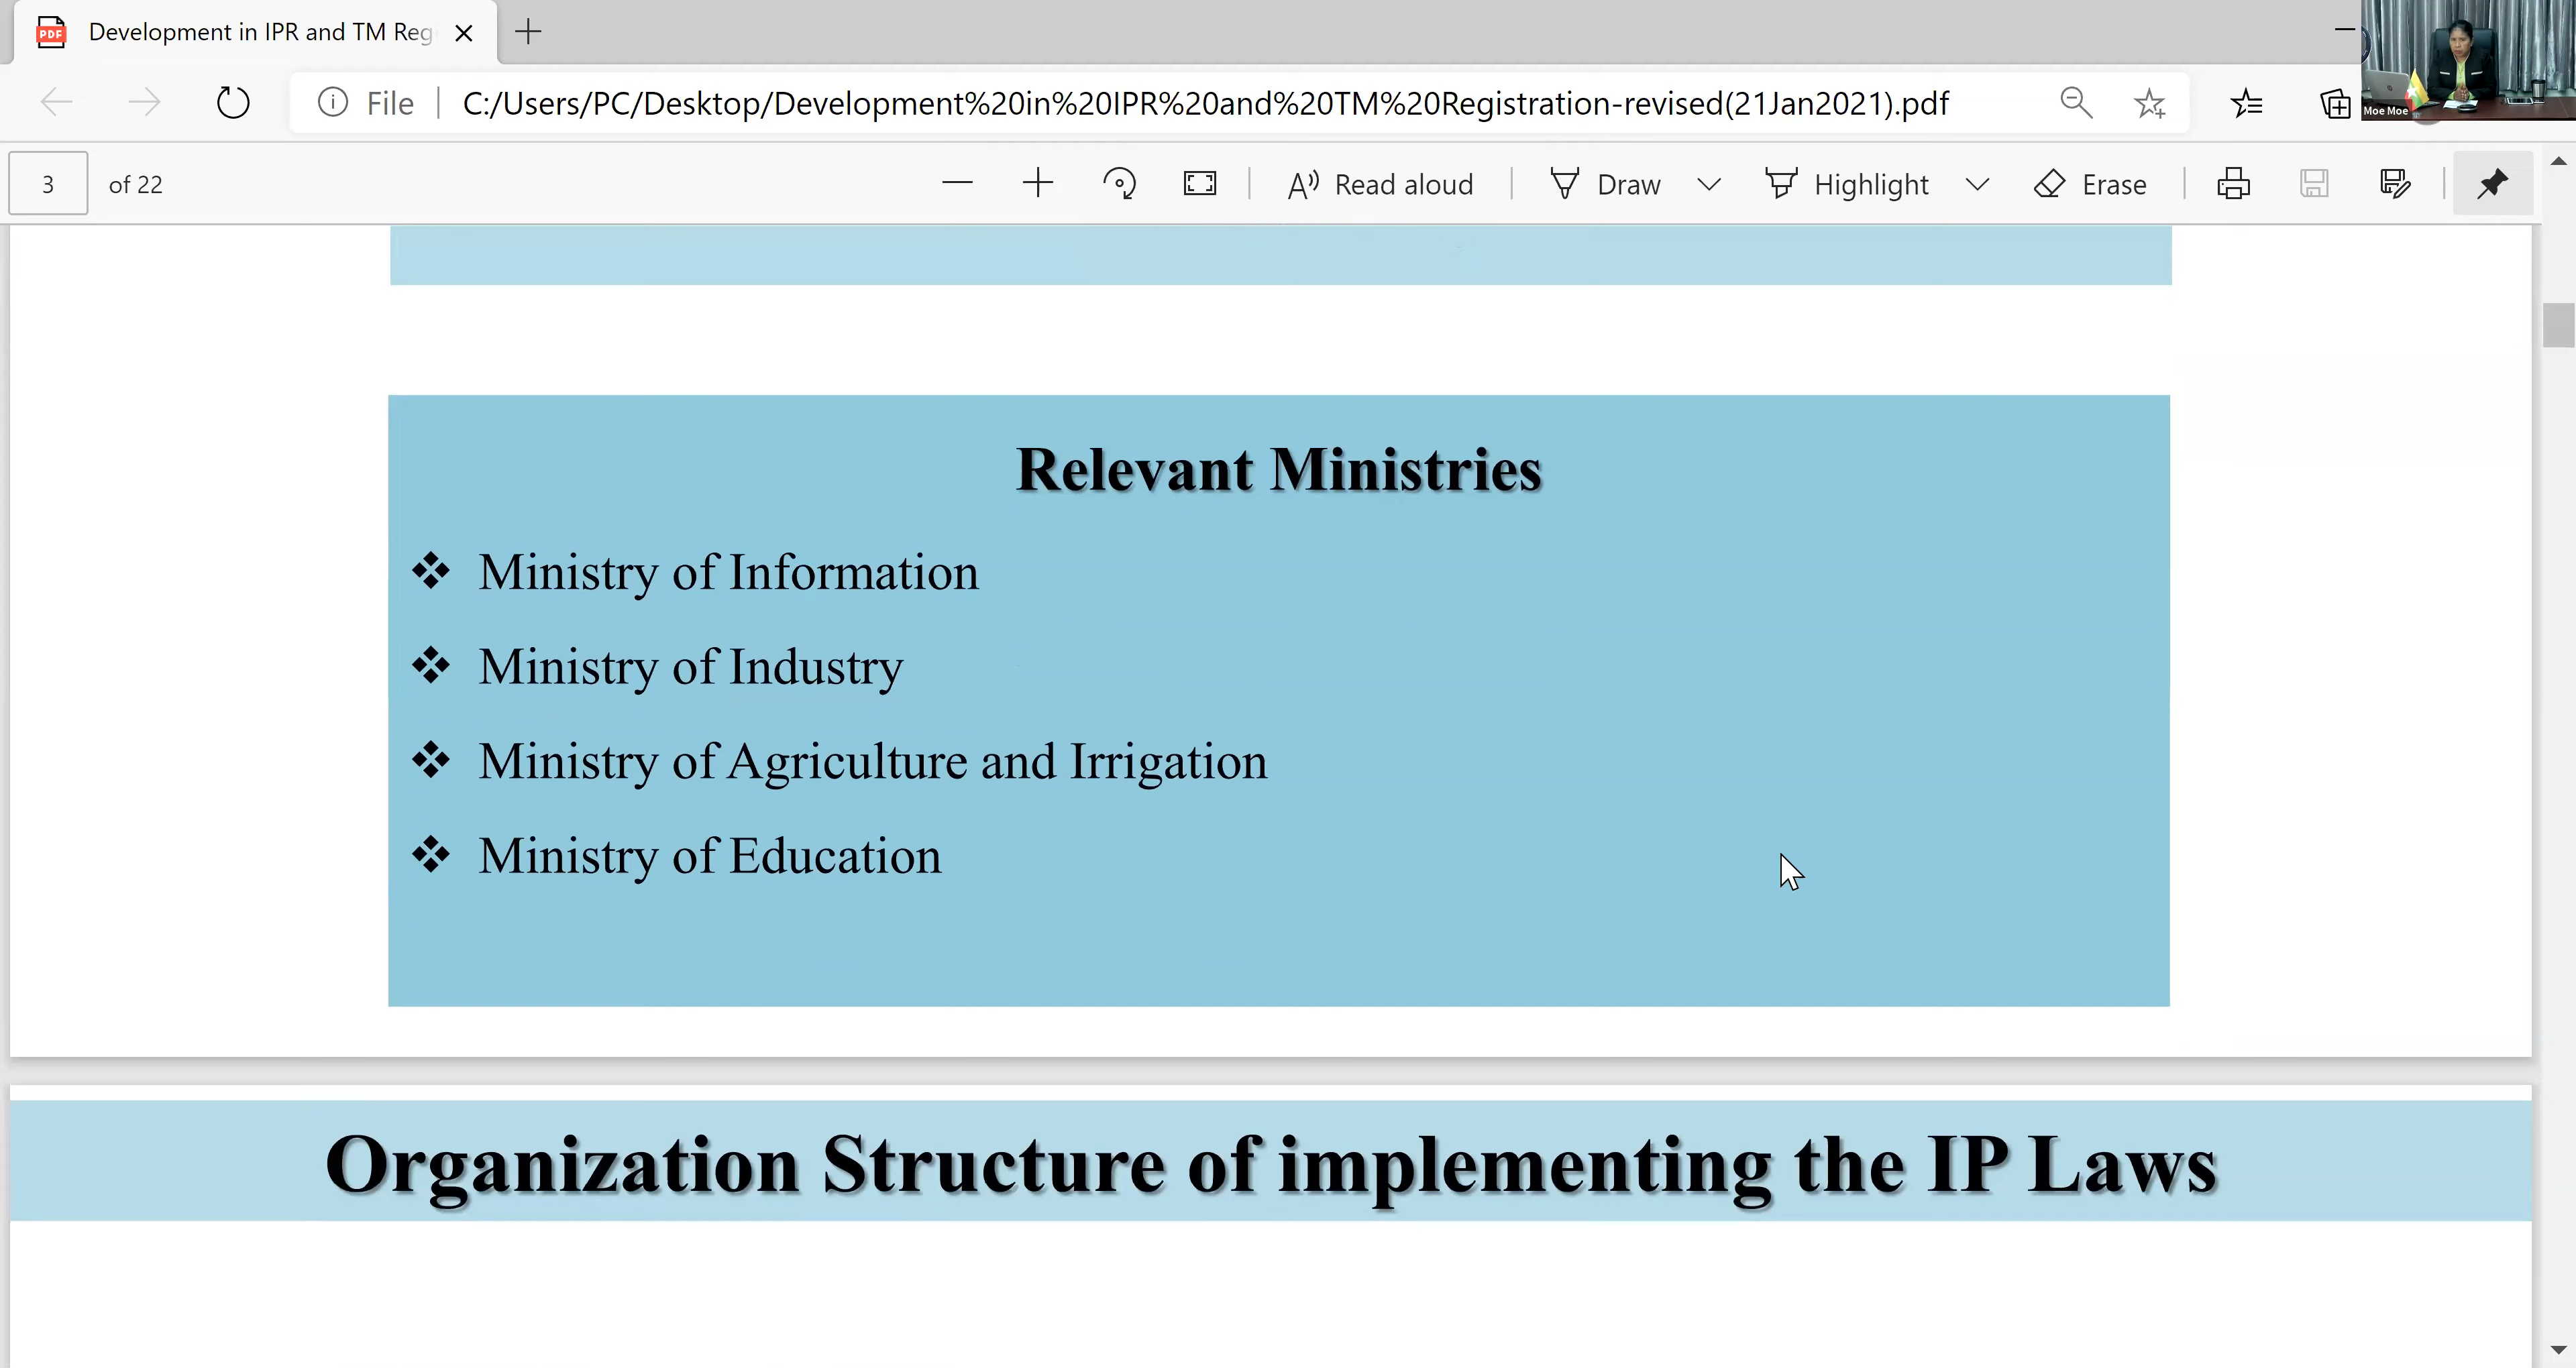 Development in IPR and TM Reg
File
C:/Users/PC/Desktop/Development%20in%20IPR%20and%20TM%20Registration-revised(21Jan2021).pdf
Moe Moe
3 of 22
Read aloud
Draw
Highlight
Erase
Relevant Ministries
❖ Ministry of Information
❖ Ministry of Industry
❖ Ministry of Agriculture and Irrigation
❖ Ministry of Education
Organization Structure of implementing the IP Laws